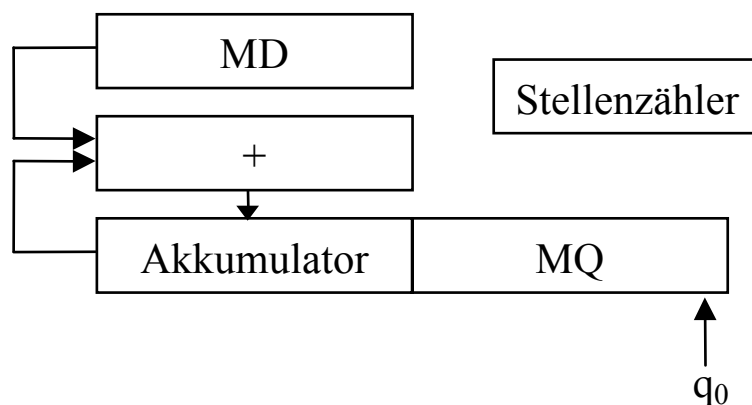 MD
Stellenzähler
+
Akkumulator
MQ
q₀